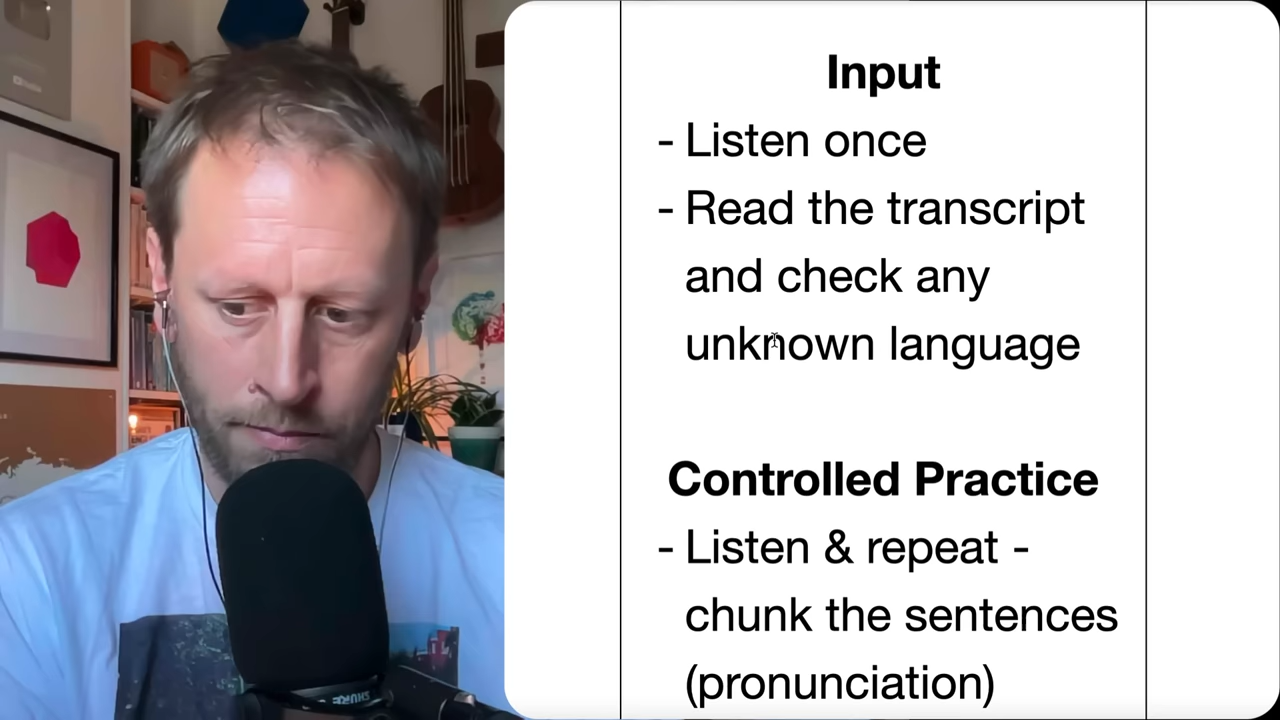 Input
- Listen once
- Read the transcript
and check any
unknown language
Controlled Practice
- Listen & repeat -
chunk the sentences
(pronunciation)